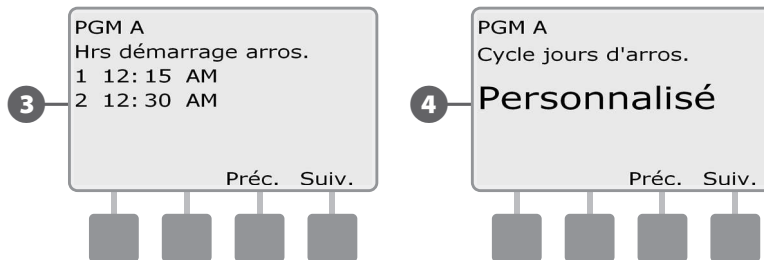 PGM A
Hrs démarrage arros.
1 12:15 AM
2 12:30 AM
Préc. Suiv.
3
PGM A
Cycle jours d'arros.
Personnalisé
Préc. Suiv.
4